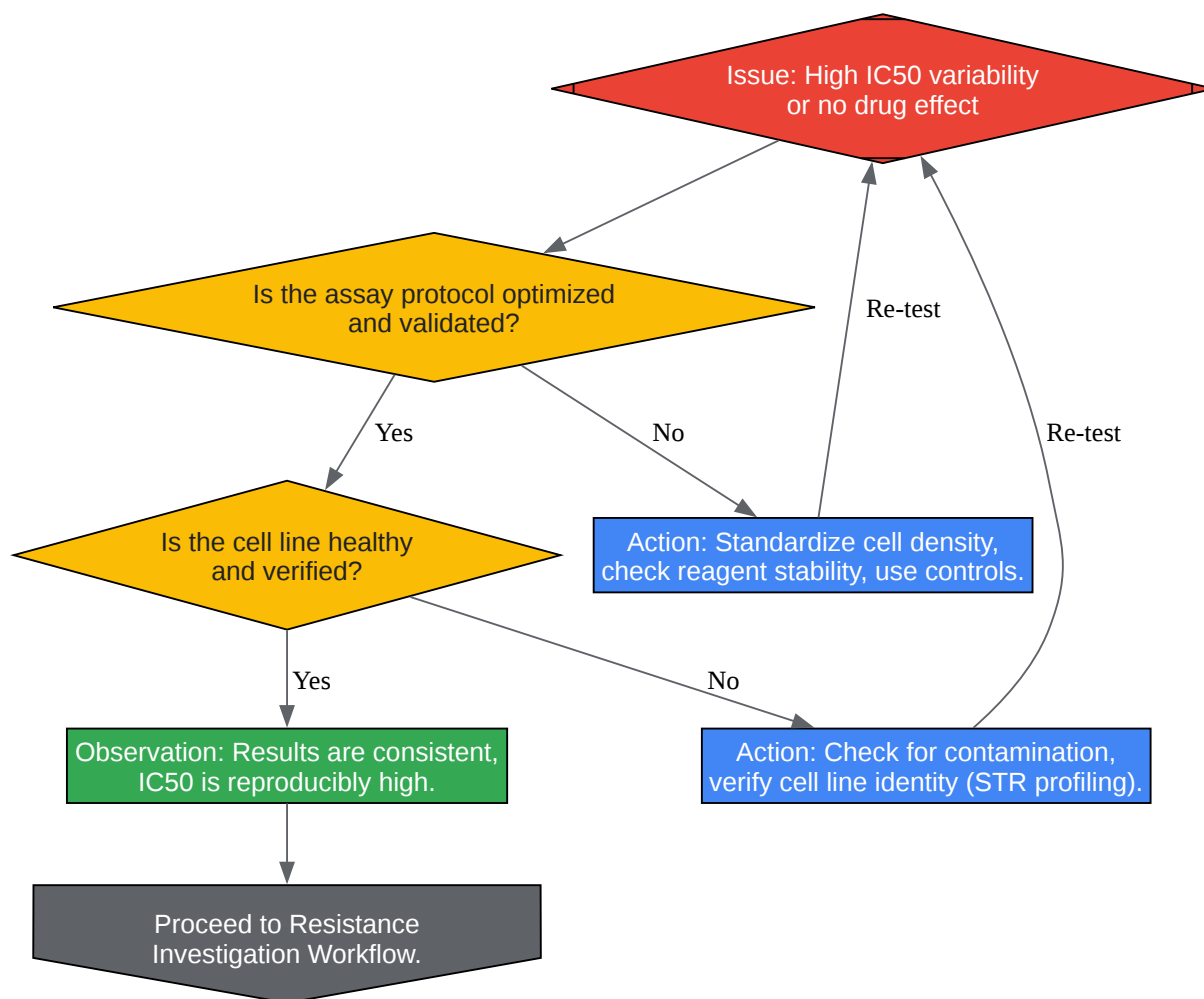 Issue: High IC50 variability
or no drug effect
Is the assay protocol optimized
and validated?
Re-test
Yes
No
Re-test
Is the cell line healthy
and verified?
Action: Standardize cell density,
check reagent stability, use controls.
Yes
No
Observation: Results are consistent,
IC50 is reproducibly high.
Action: Check for contamination,
verify cell line identity (STR profiling).
Proceed to Resistance
Investigation Workflow.